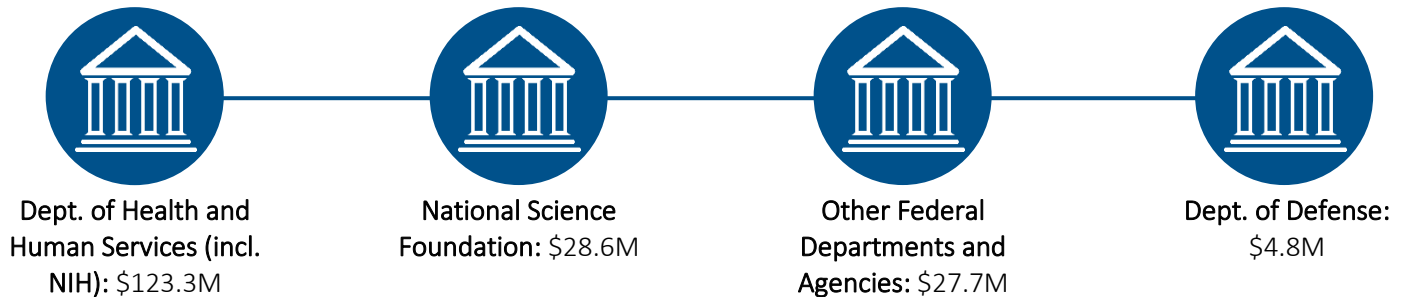 Dept. of Health and
Human Services (incl.
NIH): $123.3M
National Science
Foundation: $28.6M
Other Federal
Departments and
Agencies: $27.7M
Dept. of Defense:
$4.8M